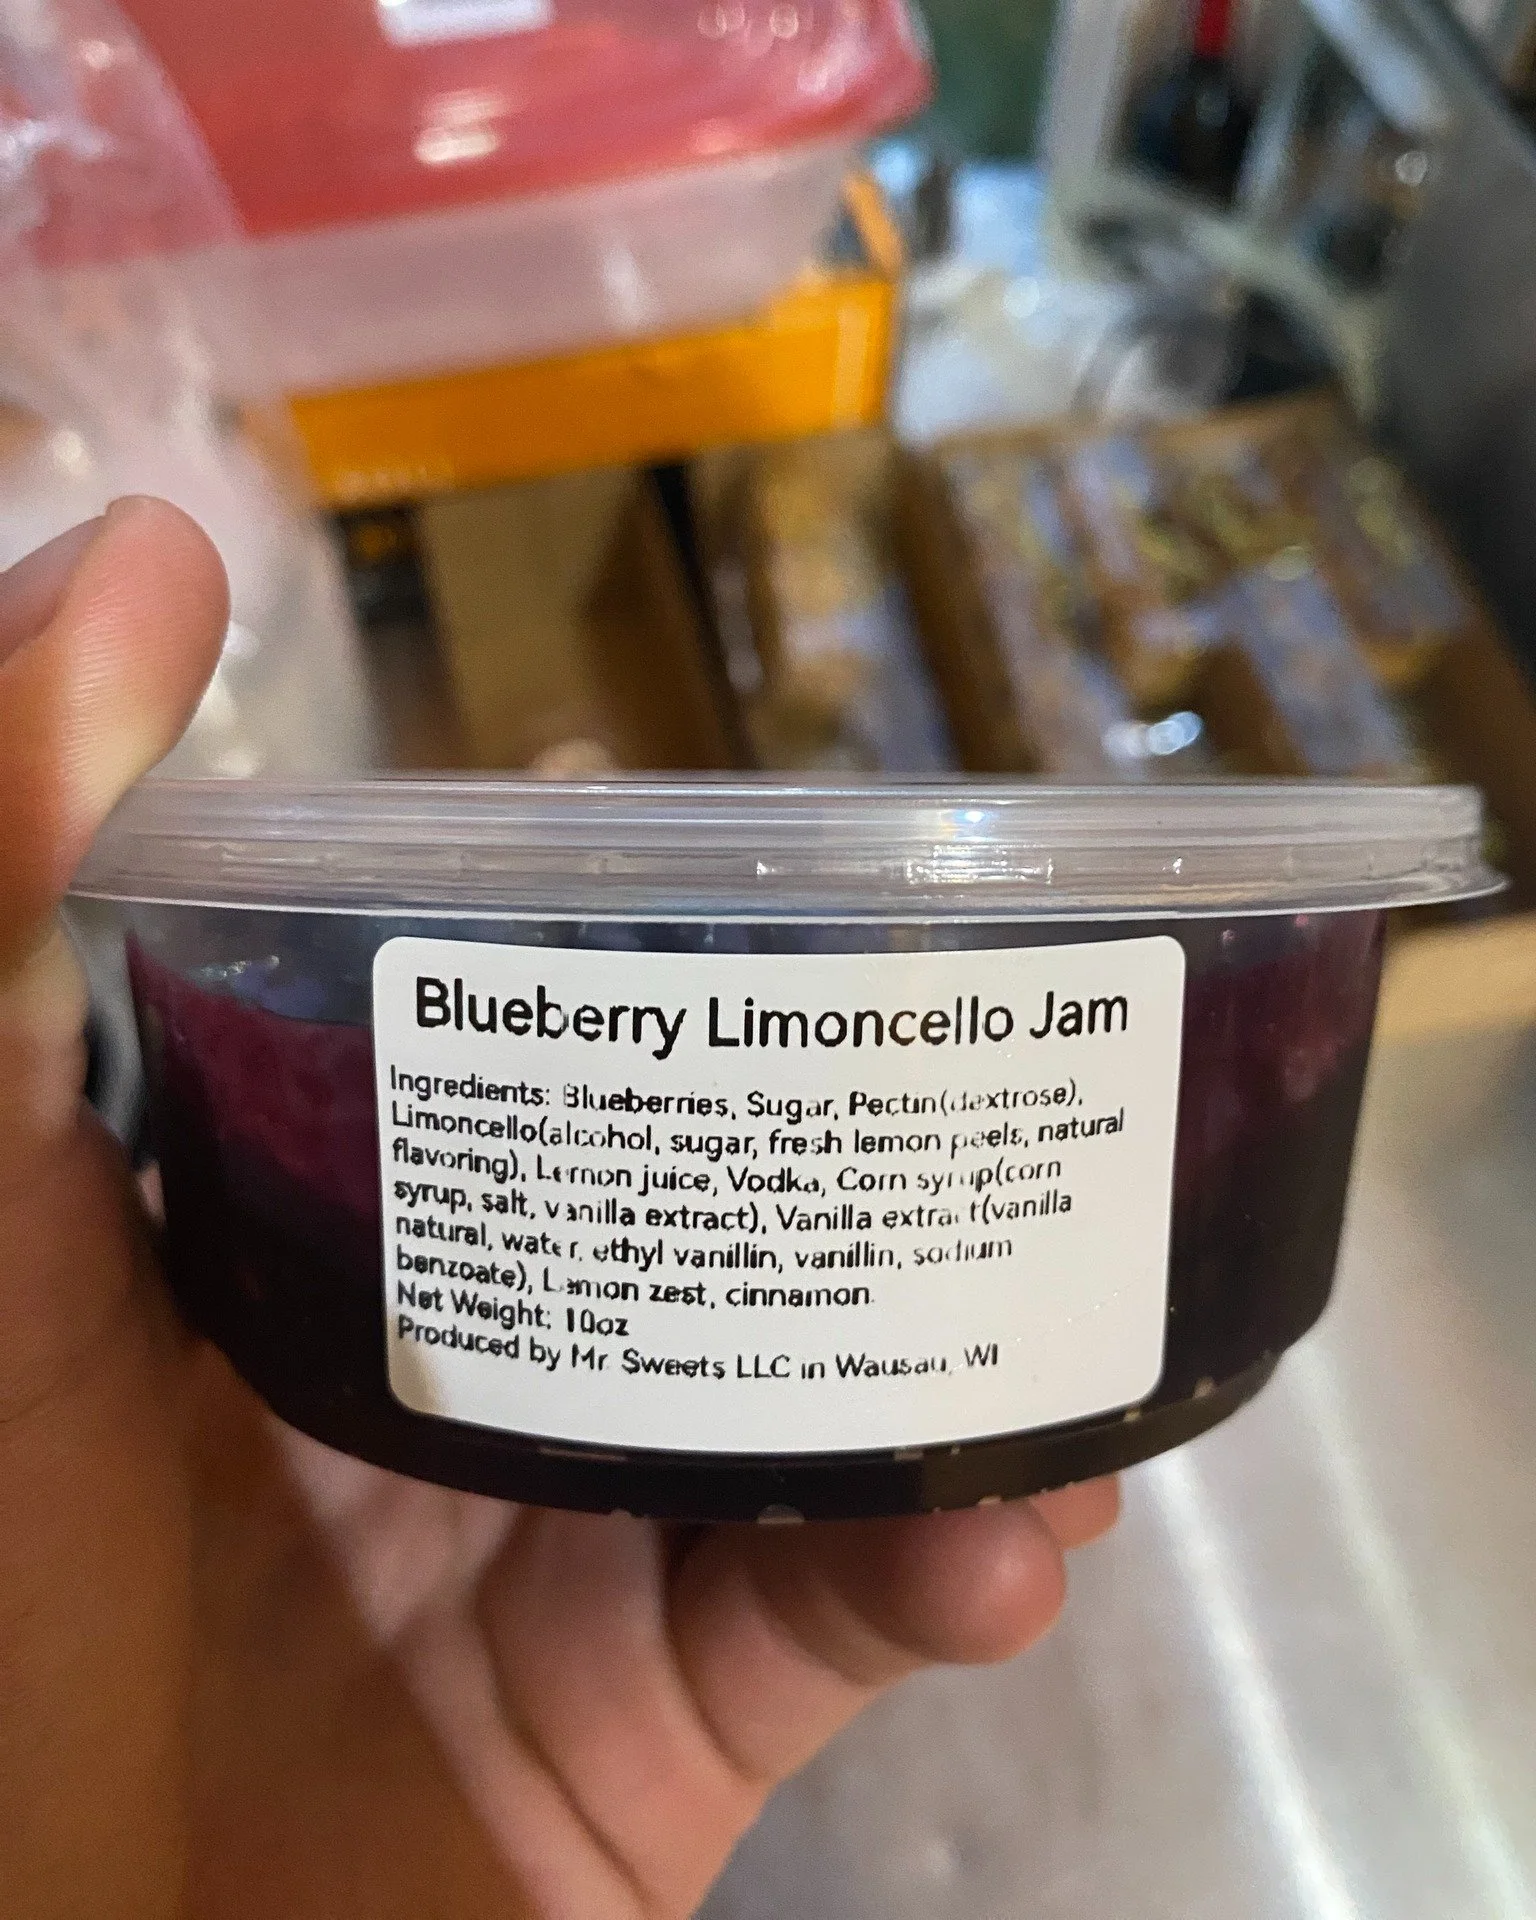 Blueberry Limoncello Jam
Ingredients: Blueberries, Sugar, Pectin(dextrose),
Limoncello(alcohol, sugar, fresh lemon peels, natural
flavoring), Lemon juice, Vodka, Corn syrup(corn
syrup, salt, vanilla extract), Vanilla extract(vanilla
natural, water, ethyl vanillin, vanillin, sodium
benzoate), Lemon zest, cinnamon.
Net Weight: 10oz
Produced by Mr. Sweets LLC in Wausau, WI